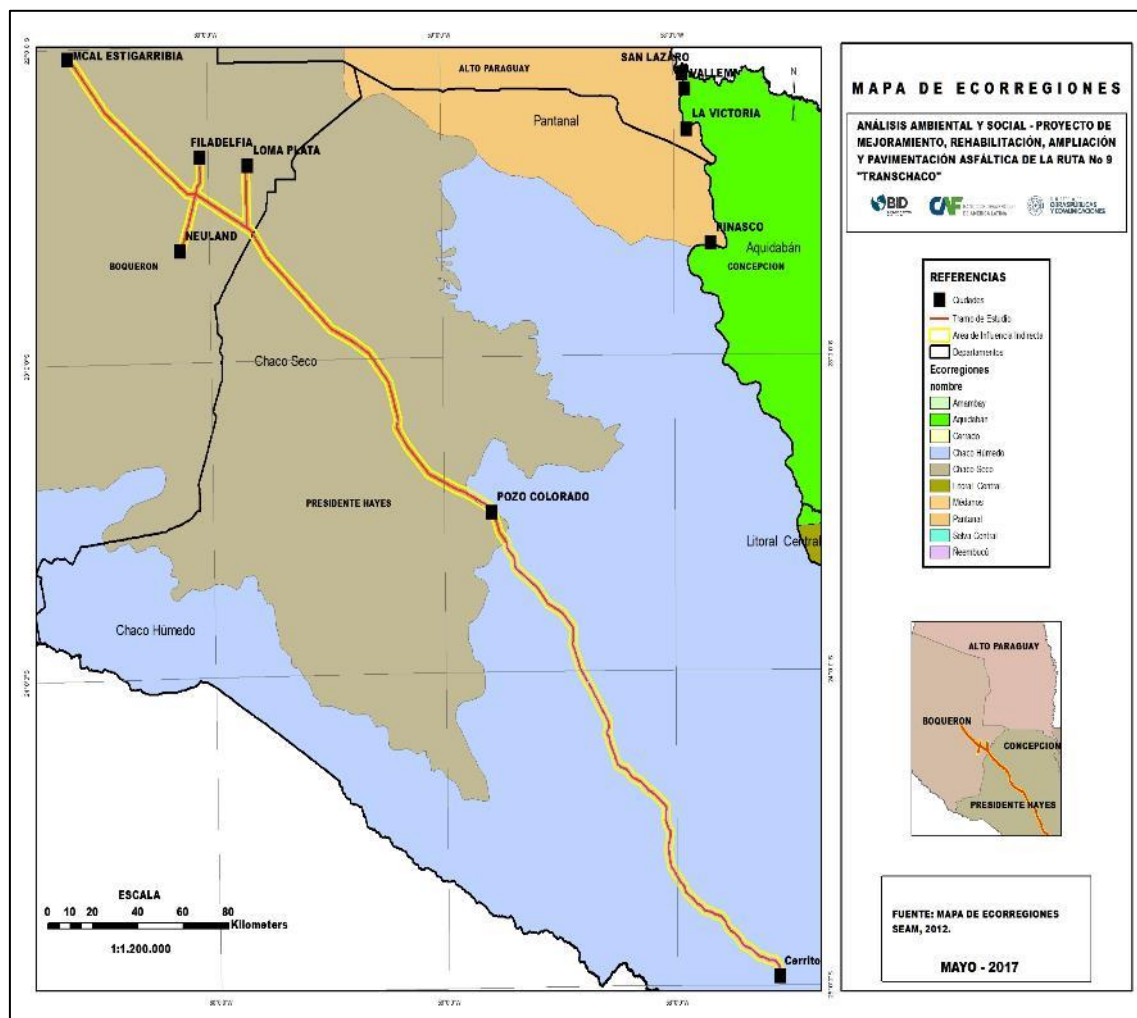 MCAL ESTIGARRIBIA
ALTO PARAGUAY
SAN LAZARO
VALLEMI
LA VICTORIA
Pantanal
FILADELFIA
LOMA PLATA
NEULAND
BOQUERON
PINASCO
Aquidabán
CONCEPCION
Chaco Seco
PRESIDENTE HAYES
POZO COLORADO
Litoral Central
Chaco Húmedo
ESCALA
0 10 20 40 60 80
Kilometers
1:1.200.000
Cerrito
N
MAPA DE ECORREGIONES
ANÁLISIS AMBIENTAL Y SOCIAL - PROYECTO DE
MEJORAMIENTO, REHABILITACIÓN, AMPLIACIÓN
Y PAVIMENTACIÓN ASFÁLTICA DE LA RUTA No 9
"TRANSCHACO"
BID
CAF
OBRAS PÚBLICAS
Y COMUNICACIONES
REFERENCIAS
Ciudades
Tramo de Estudio
Area de Influencia Indirecta
Departamentos
Ecorregiones
nombre
Amambay
Aquidabán
Cerrado
Chaco Húmedo
Chaco Seco
Litoral Central
Médanos
Pantanal
Selva Central
Ñeembucú
ALTO PARAGUAY
BOQUERON
CONCEPCION
PRESIDENTE HAYES
FUENTE: MAPA DE ECORREGIONES
SEAM, 2012.
MAYO - 2017